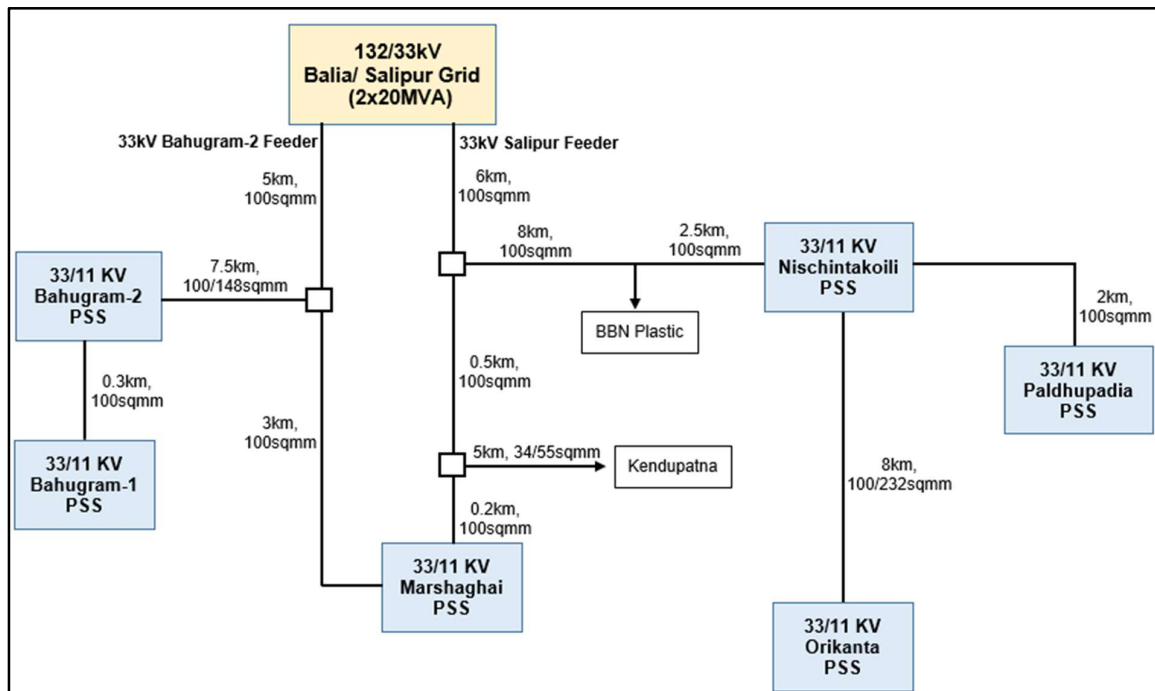 132/33kV
Balia/ Salipur Grid
(2x20MVA)
33kV Bahugram-2 Feeder
33kV Salipur Feeder
5km,
100sqmm
6km,
100sqmm
8km,
100sqmm
2.5km,
100sqmm
33/11 KV
Nischintakoili
PSS
33/11 KV
Bahugram-2
PSS
7.5km,
100/148sqmm
BBN Plastic
2km,
100sqmm
0.3km,
100sqmm
0.5km,
100sqmm
33/11 KV
Paldhupadia
PSS
3km,
100sqmm
33/11 KV
Bahugram-1
PSS
5km, 34/55sqmm
Kendupatna
8km,
100/232sqmm
0.2km,
100sqmm
33/11 KV
Marshaghai
PSS
33/11 KV
Orikanta
PSS